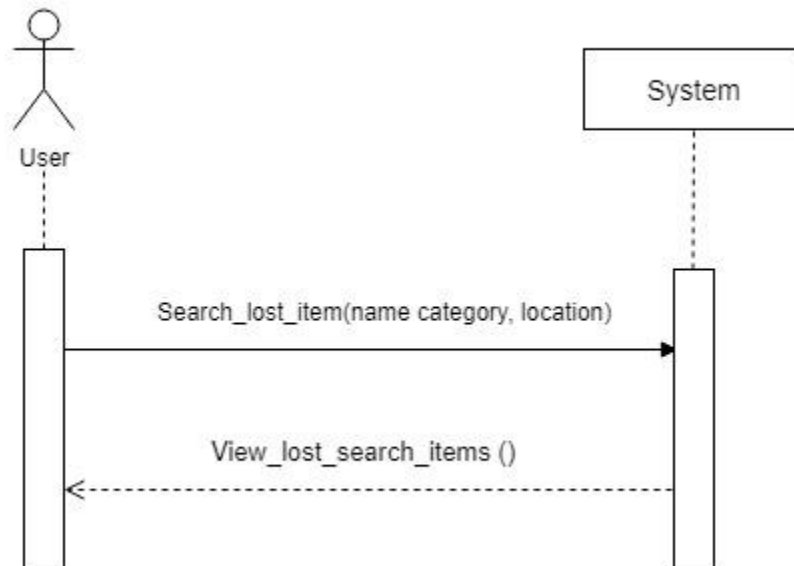 User
System
Search_lost_item(name category, location)
View_lost_search_items ()